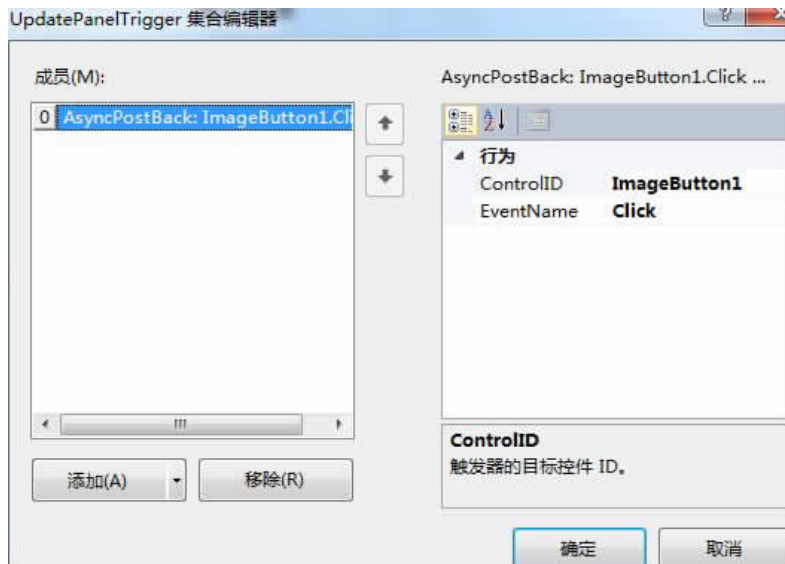 UpdatePanelTrigger 集合编辑器
成员(M):
0 AsyncPostBack: ImageButton1.Cli
添加(A)
移除(R)
AsyncPostBack: ImageButton1.Click ...
行为
ControlID ImageButton1
EventName Click
ControlID
触发器的目标控件 ID。
确定
取消